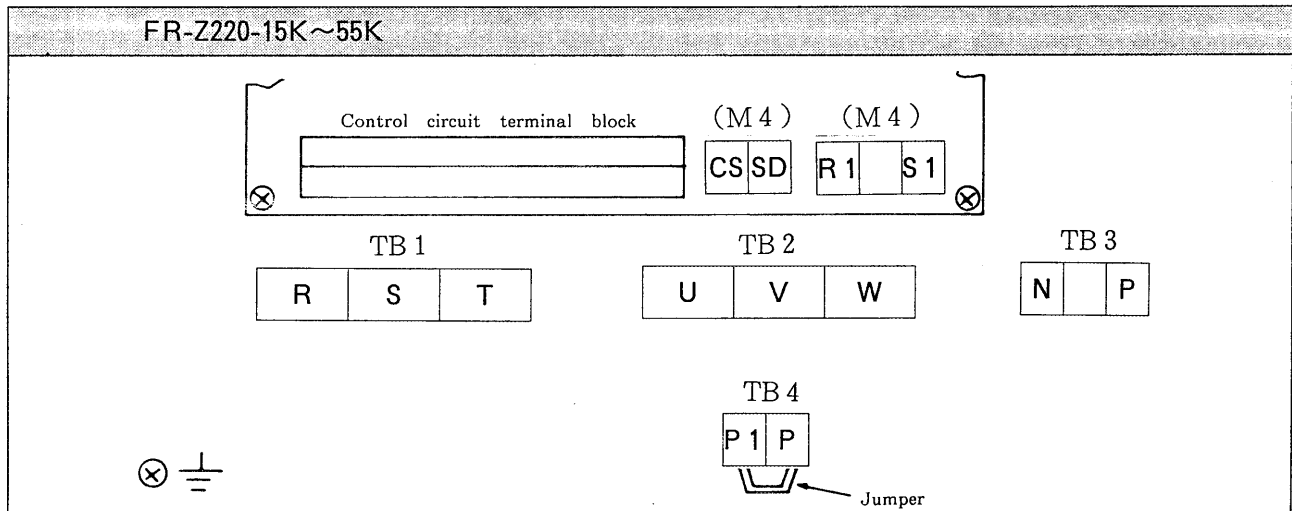 FR-Z220-15K～55K
Control circuit terminal block
(M4) (M4)
CS SD R1 S1
TB1 TB2 TB3
R S T U V W N P
TB4
P1 P
Jumper